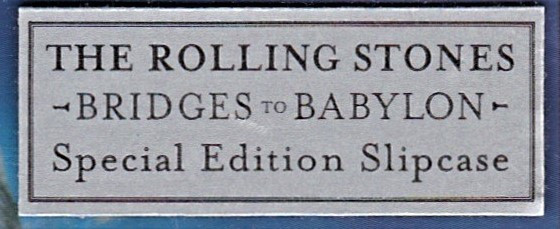 THE ROLLING STONES
BRIDGES TO BABYLON
Special Edition Slipcase